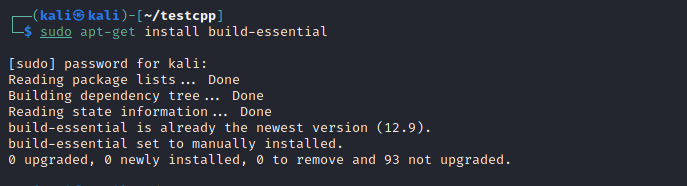 ┌──(kali㉿kali)-[~/testcpp]
└─$ sudo apt-get install build-essential
[sudo] password for kali:
Reading package lists... Done
Building dependency tree... Done
Reading state information... Done
build-essential is already the newest version (12.9).
build-essential set to manually installed.
0 upgraded, 0 newly installed, 0 to remove and 93 not upgraded.